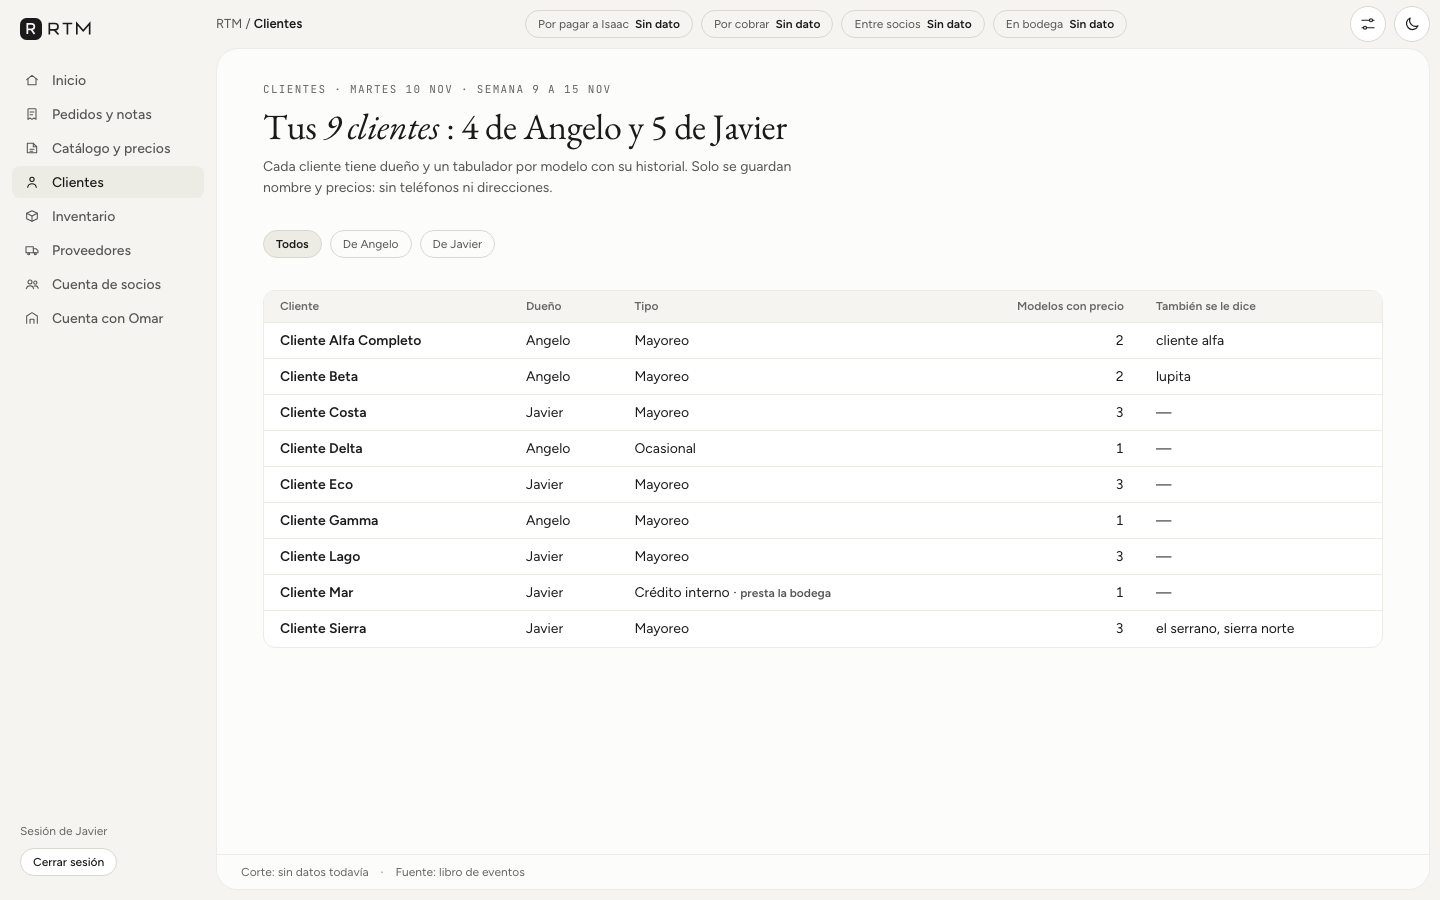 R RTM
RTM / Clientes
Por pagar a Isaac Sin dato
Por cobrar Sin dato
Entre socios Sin dato
En bodega Sin dato
Inicio
Pedidos y notas
Catálogo y precios
Clientes
Inventario
Proveedores
Cuenta de socios
Cuenta con Omar
Sesión de Javier
Cerrar sesión
CLIENTES · MARTES 10 NOV · SEMANA 9 A 15 NOV
Tus 9 clientes : 4 de Angelo y 5 de Javier
Cada cliente tiene dueño y un tabulador por modelo con su historial. Solo se guardan
nombre y precios: sin teléfonos ni direcciones.
Todos De Angelo De Javier
Cliente Dueño Tipo Modelos con precio También se le dice
Cliente Alfa Completo Angelo Mayoreo 2 cliente alfa
Cliente Beta Angelo Mayoreo 2 lupita
Cliente Costa Javier Mayoreo 3 —
Cliente Delta Angelo Ocasional 1 —
Cliente Eco Javier Mayoreo 3 —
Cliente Gamma Angelo Mayoreo 1 —
Cliente Lago Javier Mayoreo 3 —
Cliente Mar Javier Crédito interno · presta la bodega 1 —
Cliente Sierra Javier Mayoreo 3 el serrano, sierra norte
Corte: sin datos todavía · Fuente: libro de eventos